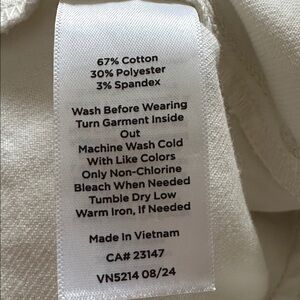 67% Cotton
30% Polyester
3% Spandex
Wash Before Wearing
Turn Garment Inside
Out
Machine Wash Cold
With Like Colors
Only Non-Chlorine
Bleach When Needed
Tumble Dry Low
Warm Iron, If Needed
Made In Vietnam
CA# 23147
VN5214 08/24